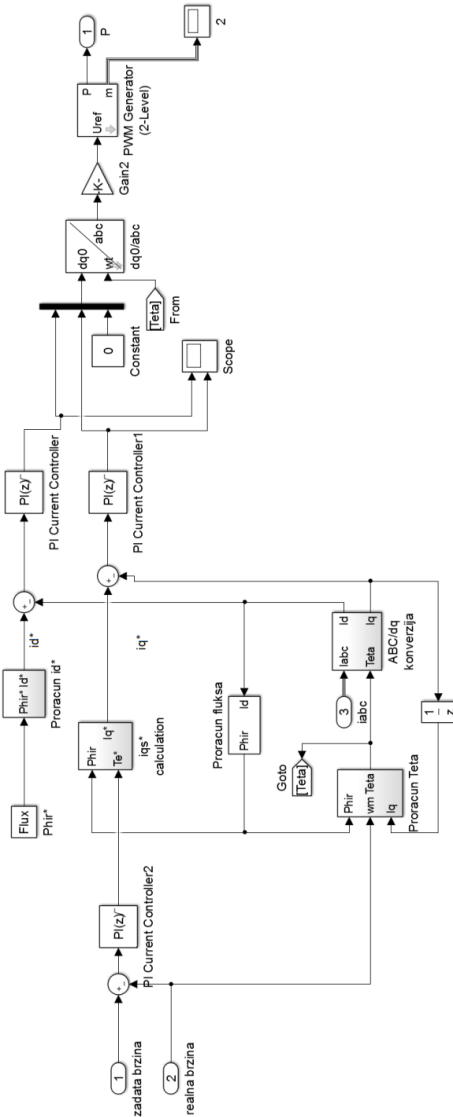 1
zadata brzina
2
realna brzina
+
−
PI(z)
PI Current Controller2
Flux
Phir*
Phir* Id*
Proracun id*
id*
Phir
Te*
Iq*
iqs*
calculation
iq*
+
−
PI(z)
PI Current Controller
+
−
PI(z)
PI Current Controller1
Phir
Id
Proracun fluksa
Goto
[Teta]
Phir
wm Teta
Iq
Proracun Teta
3
iabc
Iabc
Teta
Id
Iq
ABC/dq
konverzija
1
z
0
Constant
Scope
[Teta]
From
dq0
wt
abc
dq0/abc
-K-
Gain2
Uref
P
m
PWM Generator
(2-Level)
1
P
2